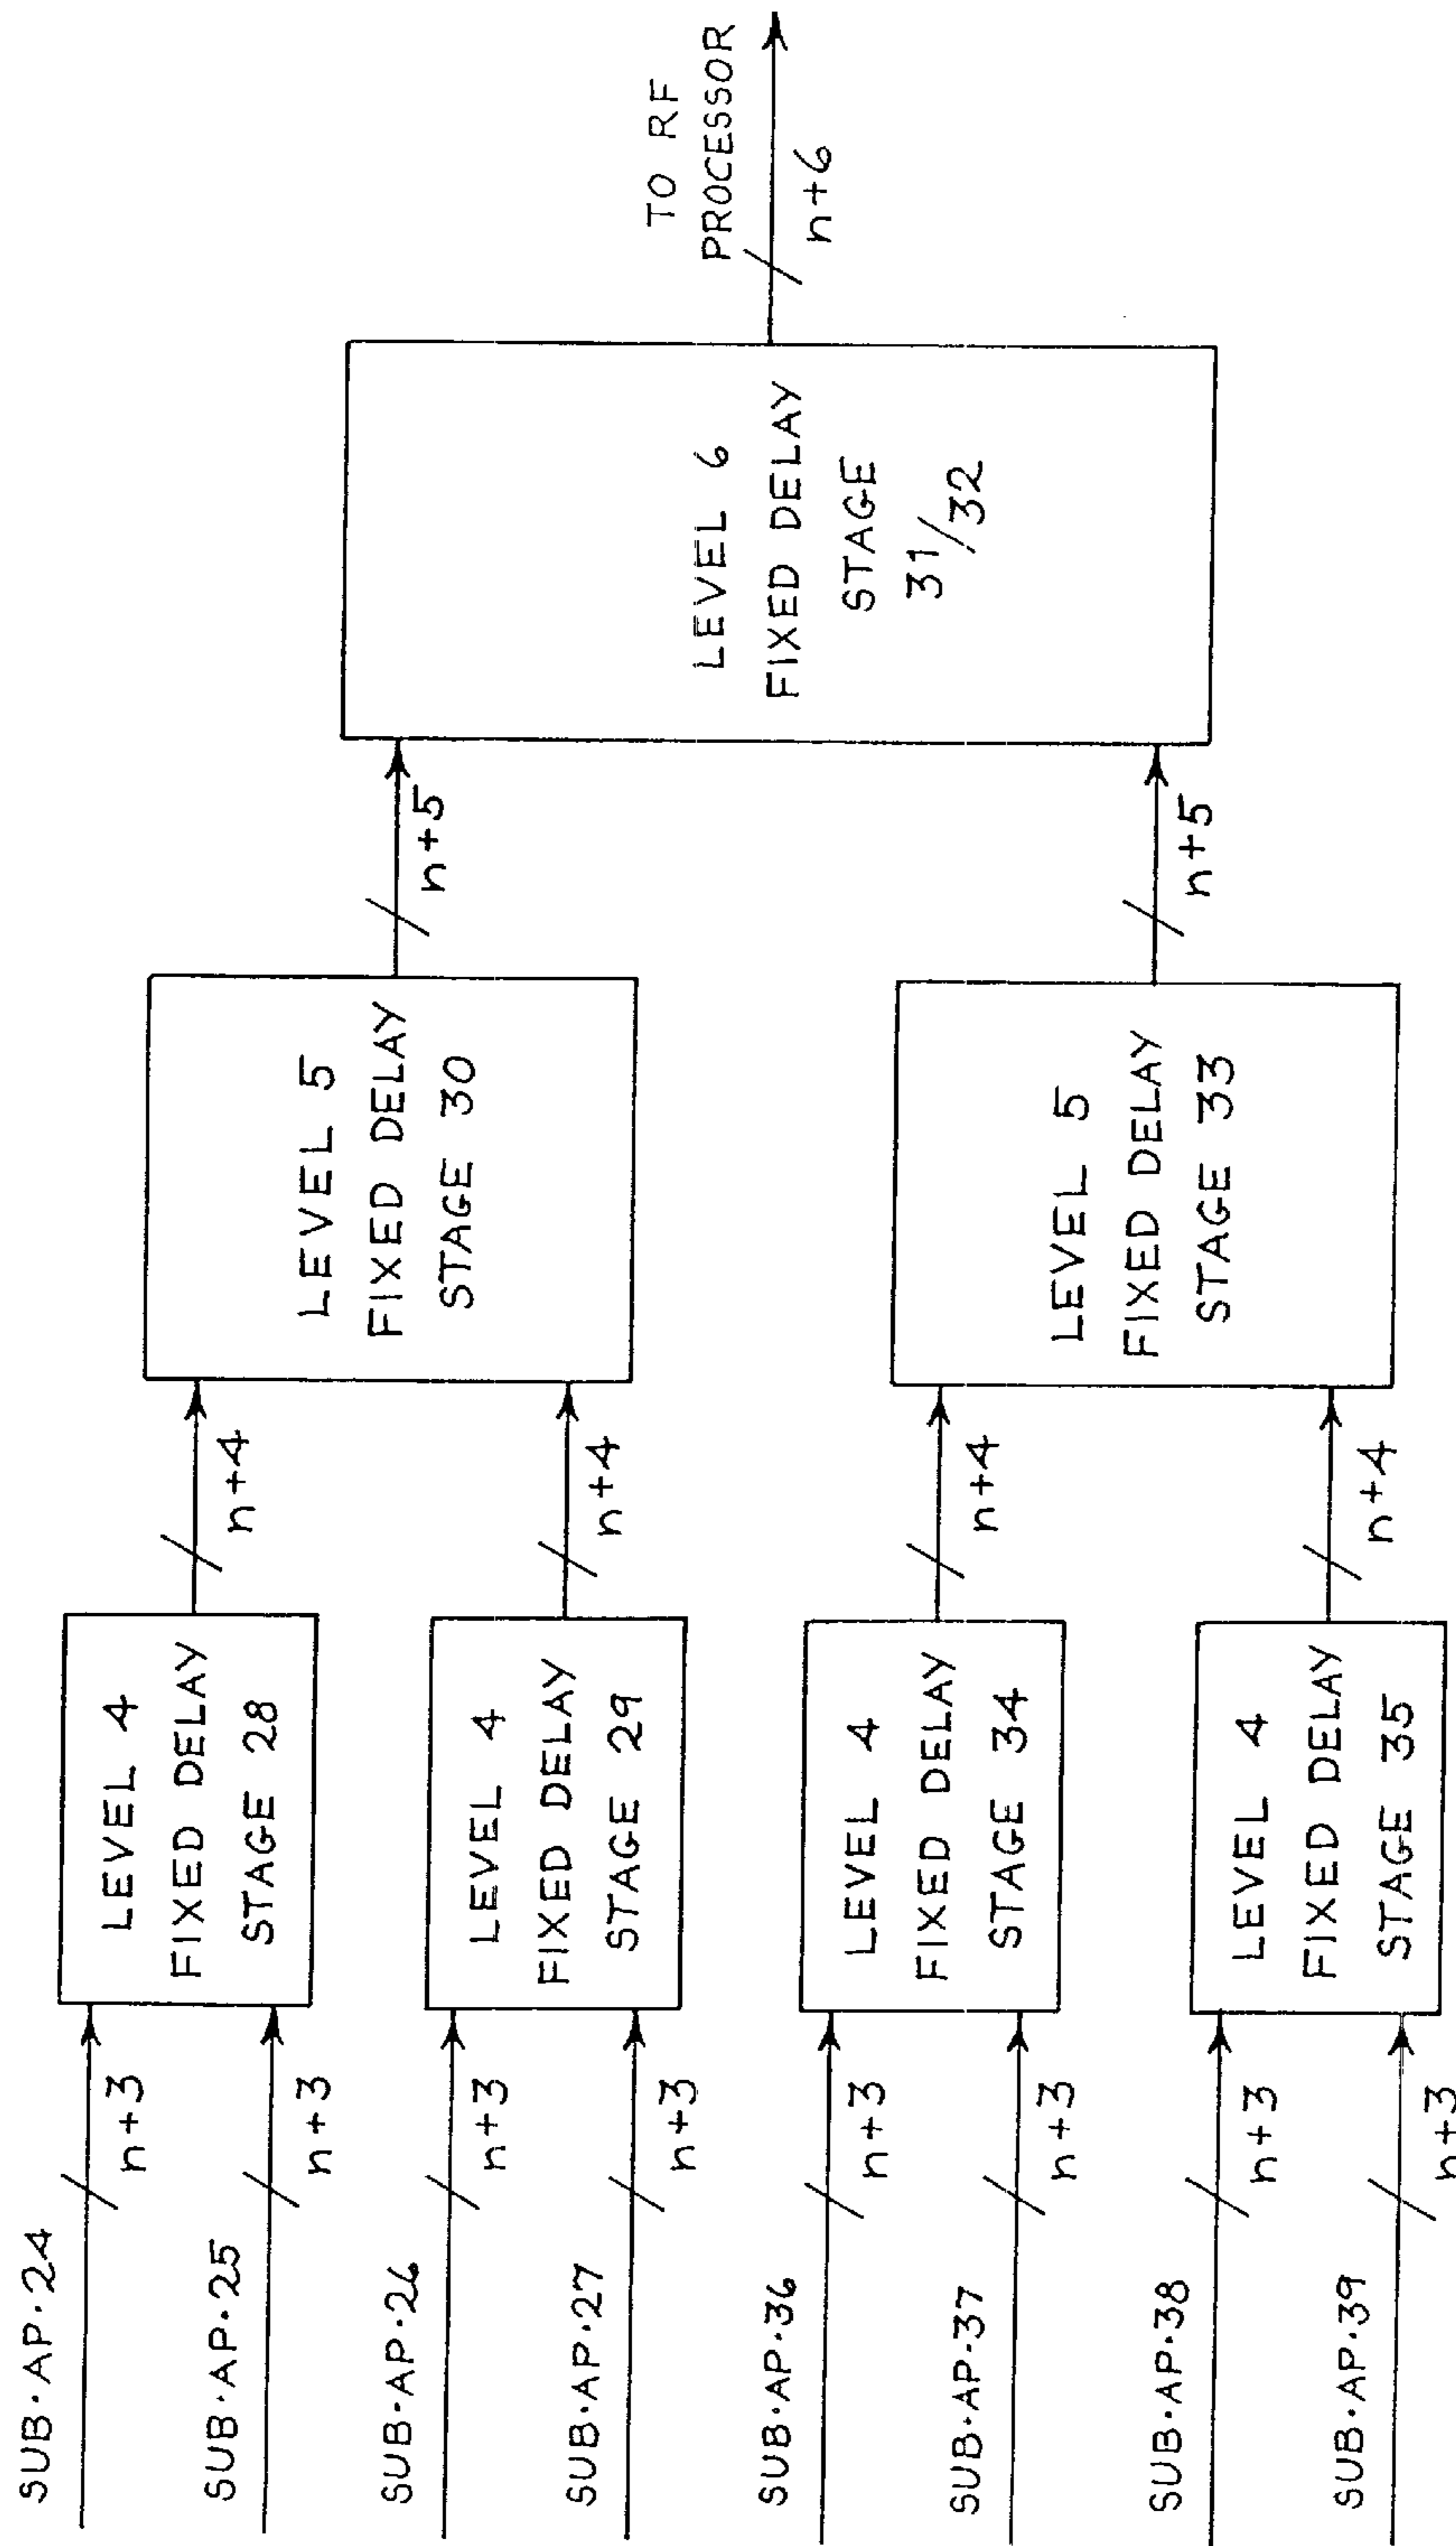 SUB·AP·24
n+3
SUB·AP·25
n+3
LEVEL 4
FIXED DELAY
STAGE 28
n+4
SUB·AP·26
n+3
SUB·AP·27
n+3
LEVEL 4
FIXED DELAY
STAGE 29
n+4
LEVEL 5
FIXED DELAY
STAGE 30
n+5
SUB·AP·36
n+3
SUB·AP·37
n+3
LEVEL 4
FIXED DELAY
STAGE 34
n+4
SUB·AP·38
n+3
SUB·AP·39
n+3
LEVEL 4
FIXED DELAY
STAGE 35
n+4
LEVEL 5
FIXED DELAY
STAGE 33
n+5
LEVEL 6
FIXED DELAY
STAGE
31/32
TO RF
PROCESSOR
n+6